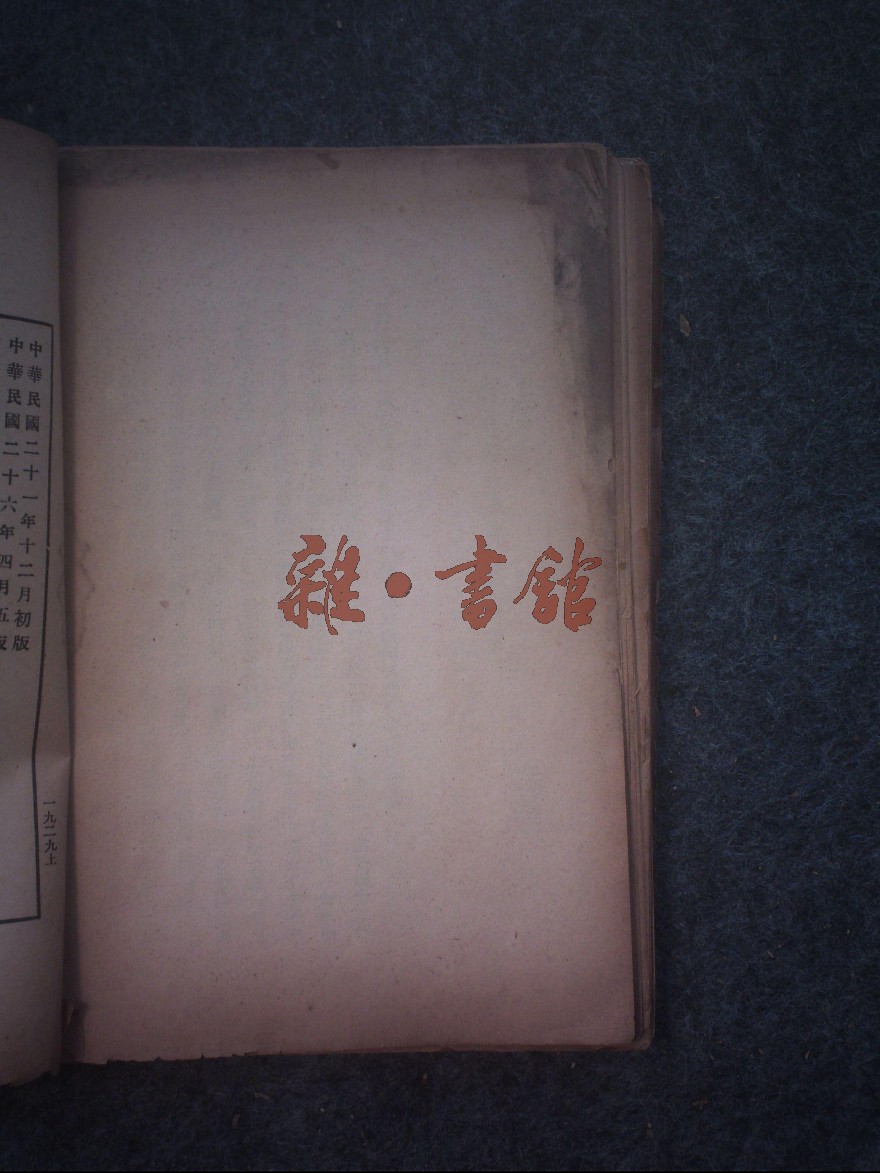 中華民國二十一年十二月初版
中華民國二十六年四月五版
一九二九上
雜·書館